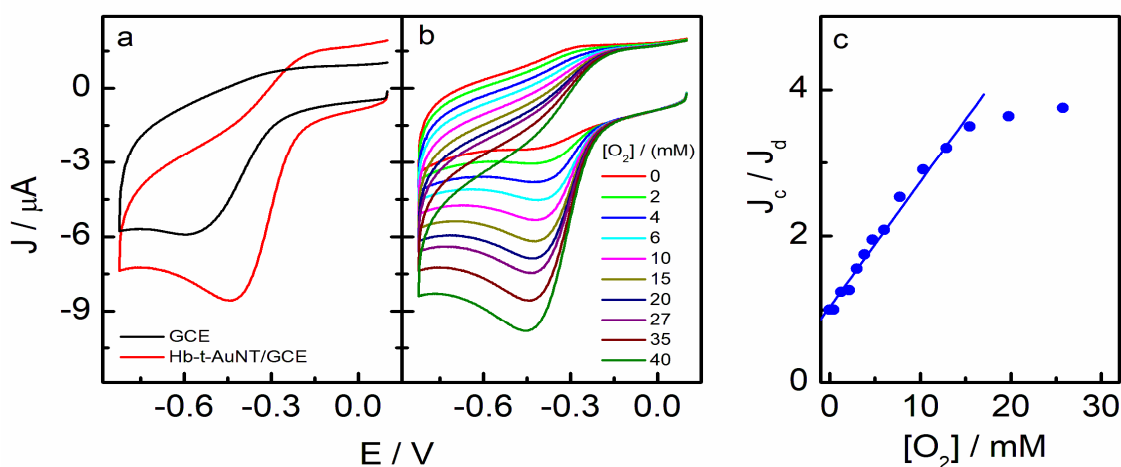 a
b
c
J / μA
0
-3
-6
-9
GCE
Hb-t-AuNT/GCE
-0.6
-0.3
0.0
[O₂] / (mM)
0
2
4
6
10
15
20
27
35
40
-0.6
-0.3
0.0
E / V
J_c / J_d
4
2
0
0
10
20
30
[O₂] / mM